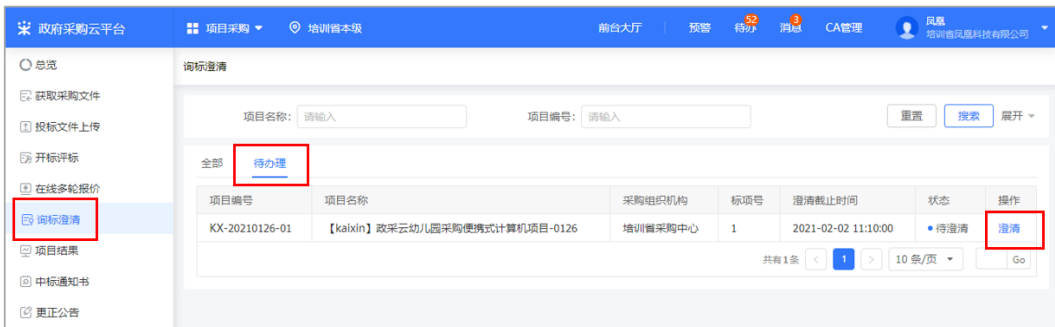 政府采购云平台 项目采购 培训省本级 前台大厅 预警 待办 52 消息 3 CA管理 凤凰
培训省凤凰科技有限公司
总览
询标澄清
获取采购文件
投标文件上传
项目名称： 请输入 项目编号： 请输入 重置 搜索 展开
开标评标
全部 待办理
在线多轮报价
项目编号 项目名称 采购组织机构 标项号 澄清截止时间 状态 操作
询标澄清
KX-20210126-01 【kaixin】政采云幼儿园采购便携式计算机项目-0126 培训省采购中心 1 2021-02-02 11:10:00 待澄清 澄清
项目结果
共有1条 < 1 > 10 条/页 Go
中标通知书
更正公告